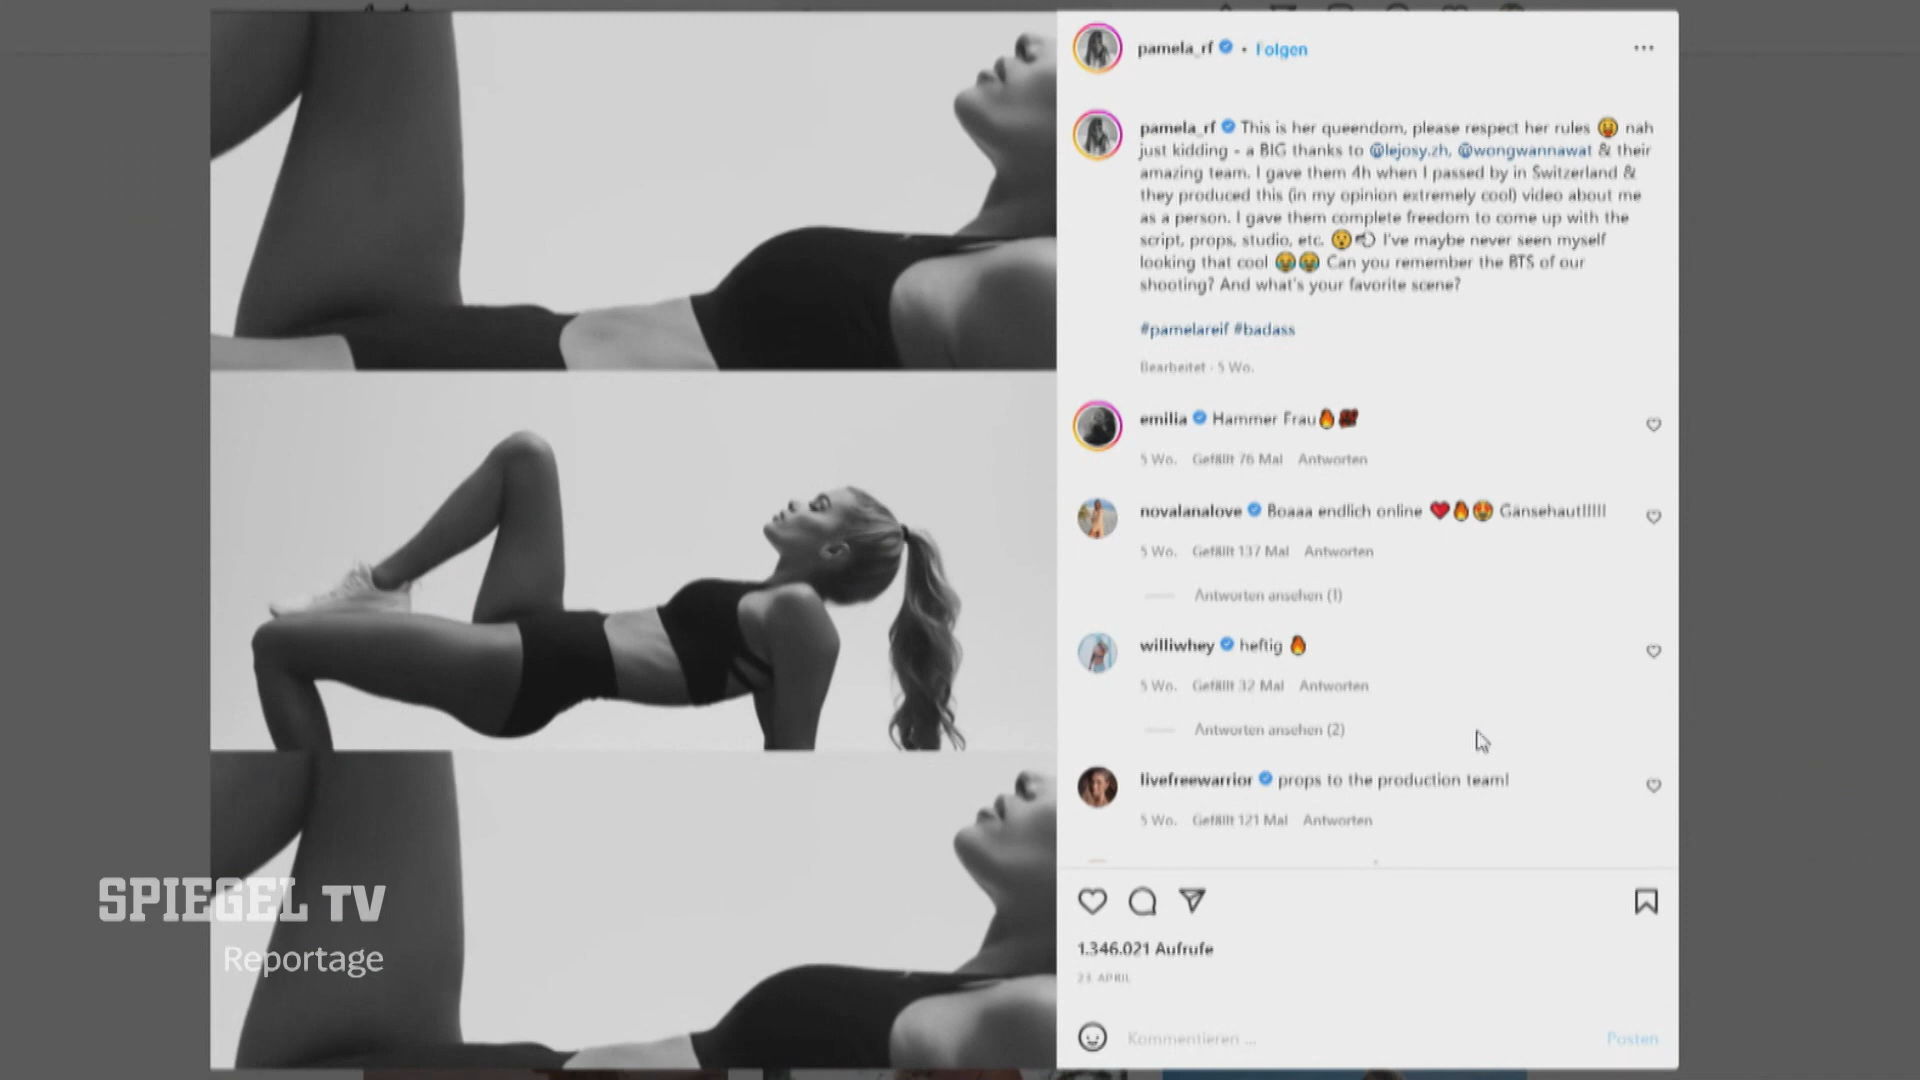 pamela_rf • Folgen
pamela_rf This is her queendom, please respect her rules nah
just kidding - a BIG thanks to @lejosy.zh, @wongwannawat & their
amazing team. I gave them 4h when I passed by in Switzerland &
they produced this (in my opinion extremely cool) video about me
as a person. I gave them complete freedom to come up with the
script, props, studio, etc. 😮💨 I've maybe never seen myself
looking that cool 😭😭 Can you remember the BTS of our
shooting? And what's your favorite scene?
#pamelareif #badass
Bearbeitet · 5 Wo.
emilia Hammer Frau🔥
5 Wo. Gefällt 76 Mal Antworten
novalanalove Boaaa endlich online ❤️🔥😍 Gänsehaut!!!!!
5 Wo. Gefällt 137 Mal Antworten
Antworten ansehen (1)
williwhey heftig 🔥
5 Wo. Gefällt 32 Mal Antworten
Antworten ansehen (2)
livefreewarrior props to the production team!
5 Wo. Gefällt 121 Mal Antworten
1.346.021 Aufrufe
23. APRIL
Kommentieren ...
Posten
SPIEGEL TV
Reportage